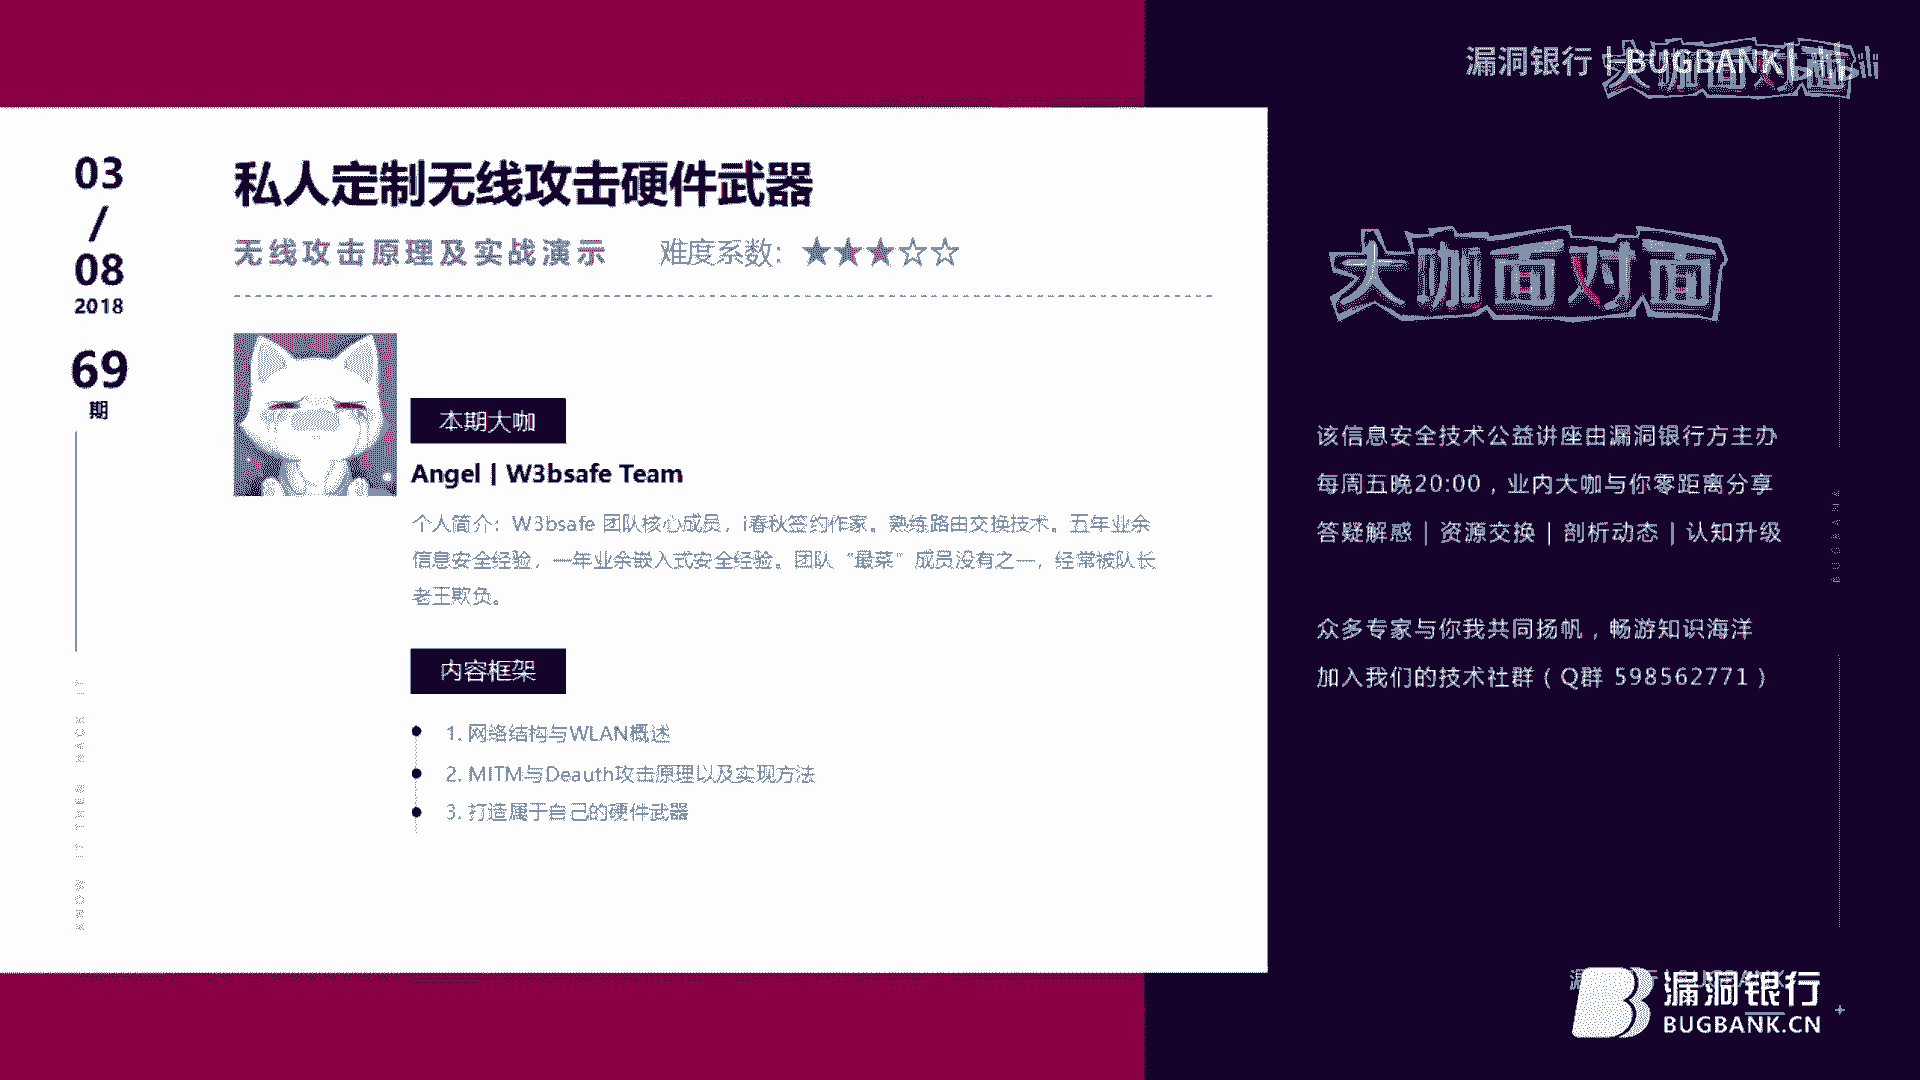 漏洞银行 | BUGBANK |
大咖面对面
03
/
08
2018
69
期
KNOW IT THEN HACK IT
私人定制无线攻击硬件武器
无线攻击原理及实战演示 难度系数：★★★☆☆
本期大咖
Angel | W3bsafe Team
个人简介：W3bsafe 团队核心成员，i春秋签约作家。熟练路由交换技术。五年业余
信息安全经验，一年业余嵌入式安全经验。团队“最菜”成员没有之一，经常被队长
老王欺负。
内容框架
1. 网络结构与WLAN概述
2. MITM与Deauth攻击原理以及实现方法
3. 打造属于自己的硬件武器
大咖面对面
该信息安全技术公益讲座由漏洞银行方主办
每周五晚20:00，业内大咖与你零距离分享
答疑解惑 | 资源交换 | 剖析动态 | 认知升级
众多专家与你我共同扬帆，畅游知识海洋
加入我们的技术社群（Q群 598562771）
BUGBANK
漏洞银行
BUGBANK.CN